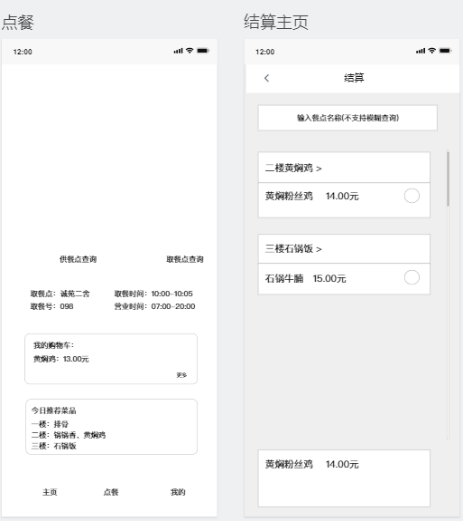 点餐
12:00
供餐点查询
取餐点查询
取餐点：诚苑二舍
取餐时间：10:00-10:05
取餐号：098
营业时间：07:00-20:00
我的购物车：
黄焖鸡：13.00元
更多
今日推荐菜品
一楼：排骨
二楼：锅锅香、黄焖鸡
三楼：石锅饭
主页
点餐
我的
结算主页
12:00
<
结算
输入餐点名称(不支持模糊查询)
二楼黄焖鸡 >
黄焖粉丝鸡 14.00元
三楼石锅饭 >
石锅牛腩 15.00元
黄焖粉丝鸡 14.00元